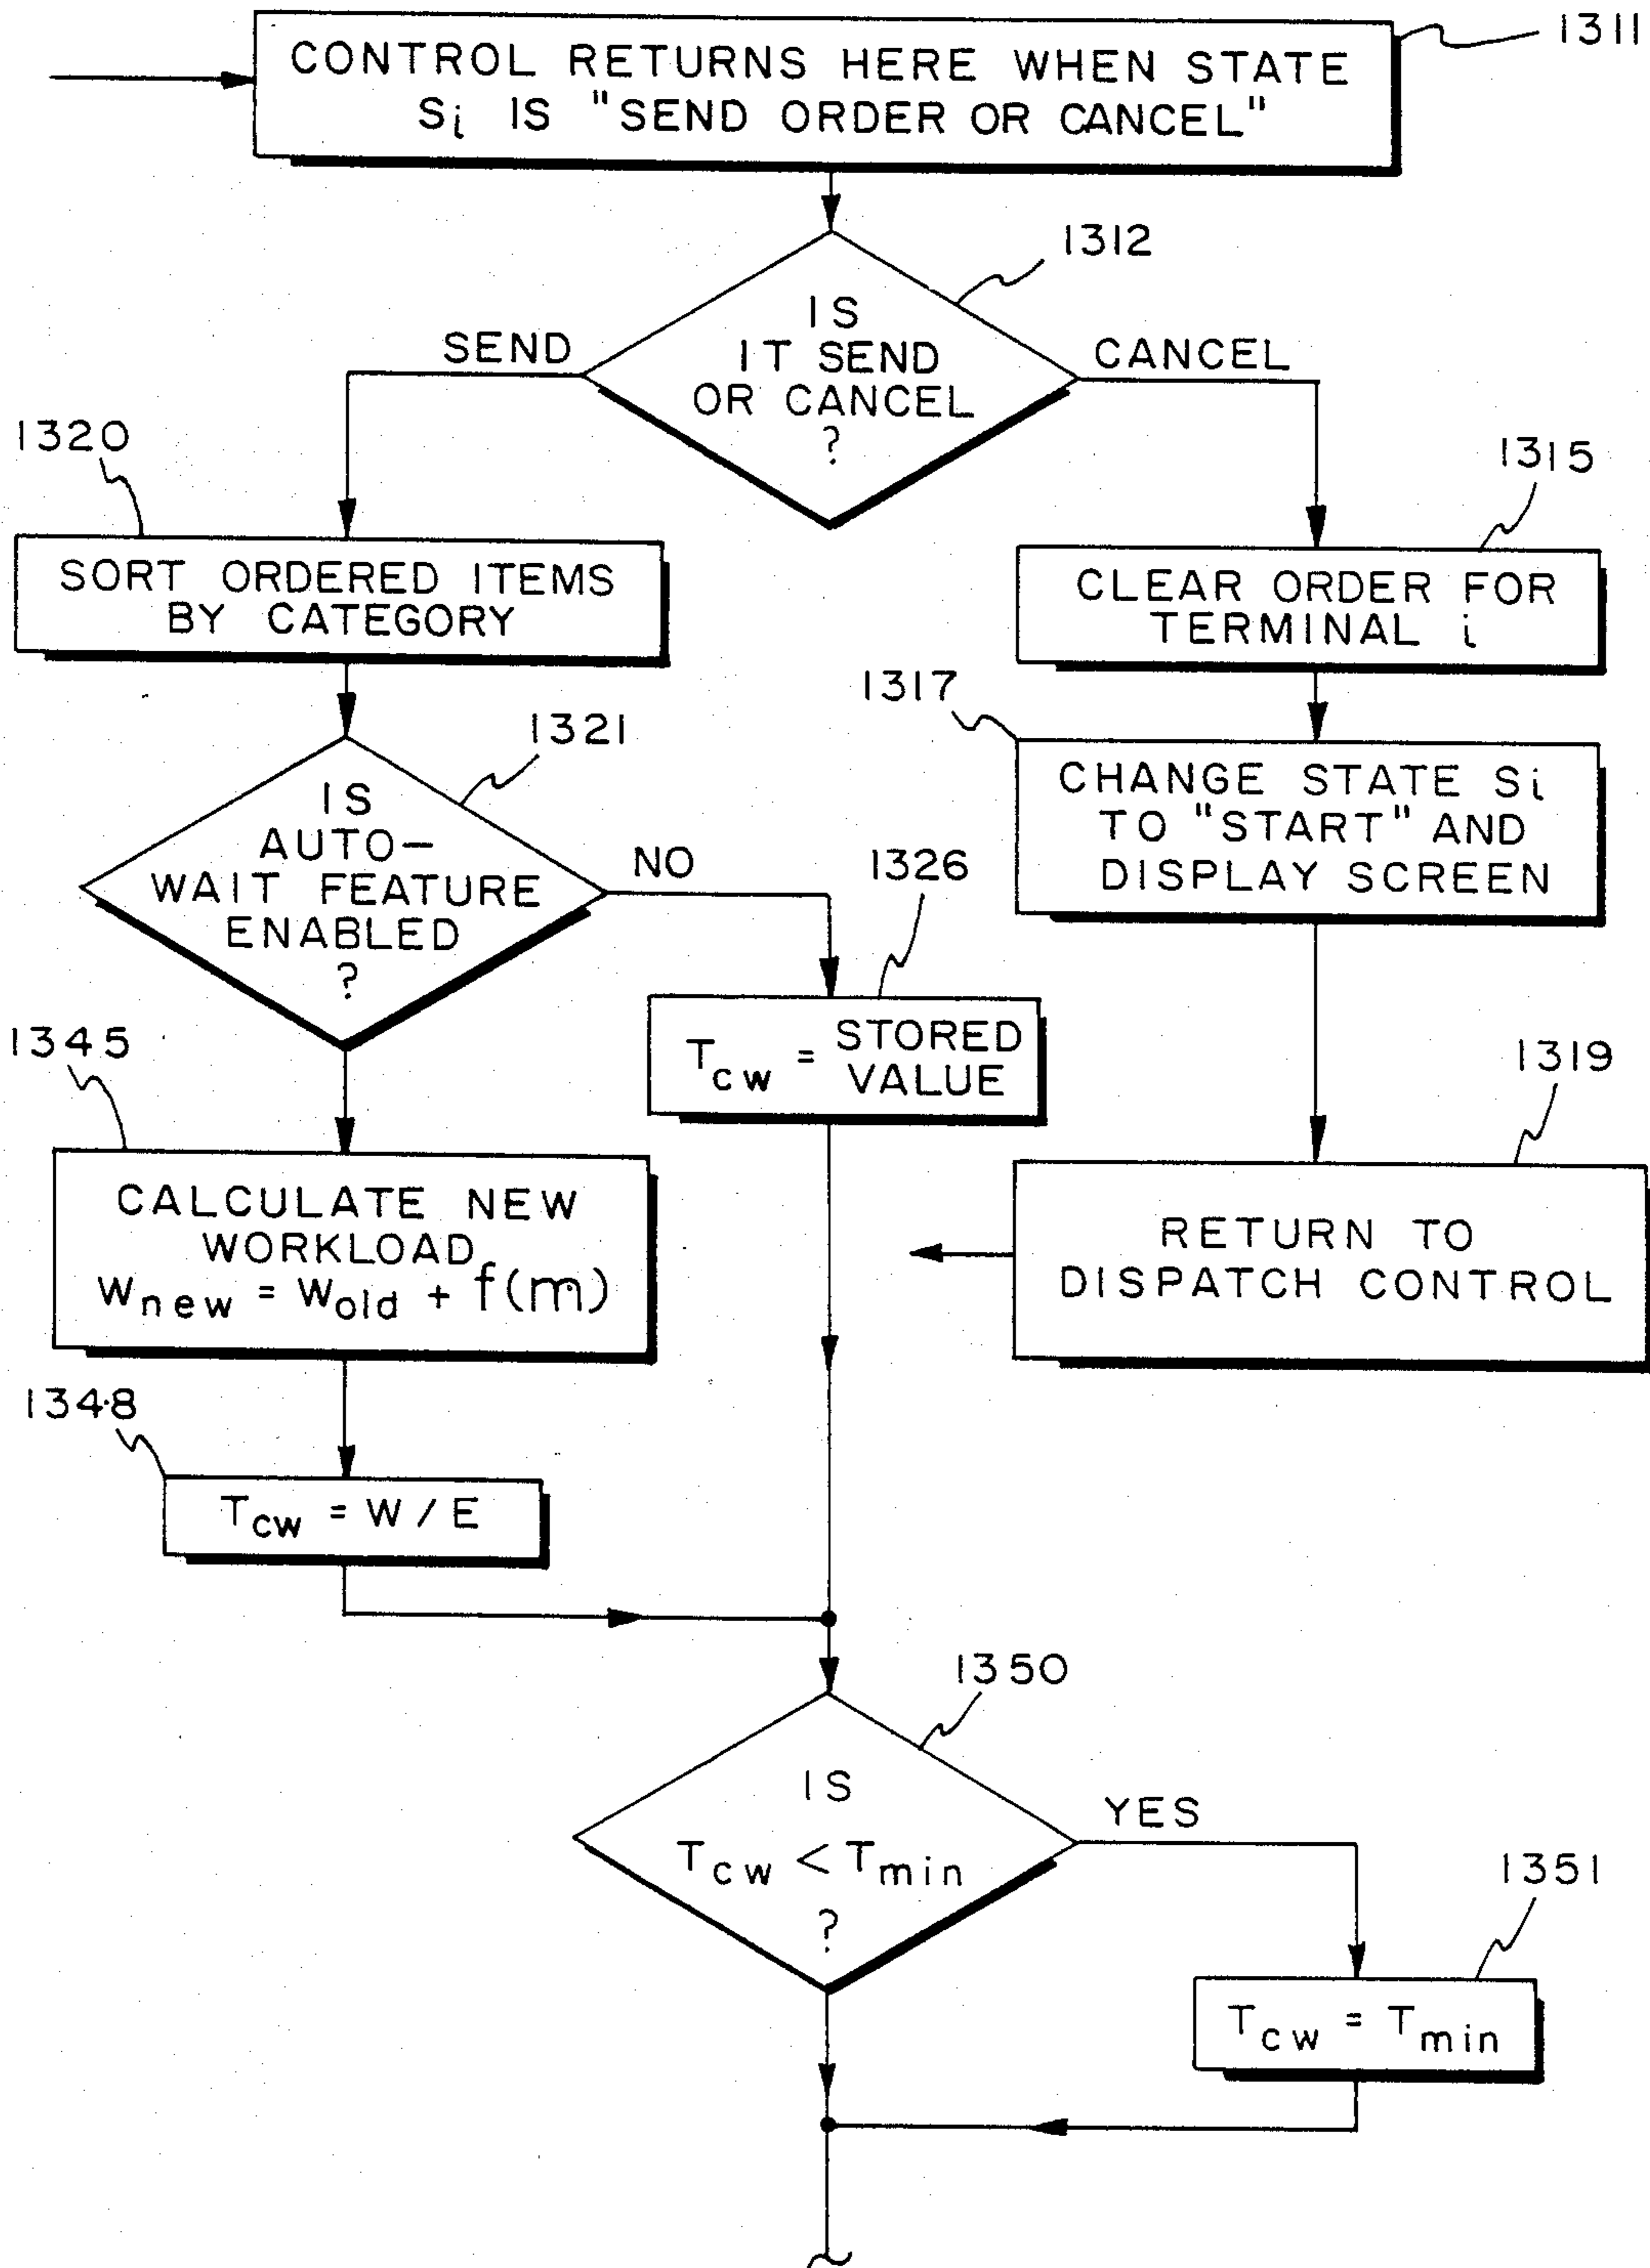 1311
CONTROL RETURNS HERE WHEN STATE
Si IS "SEND ORDER OR CANCEL"
1312
IS
IT SEND
OR CANCEL
?
SEND
CANCEL
1320
SORT ORDERED ITEMS
BY CATEGORY
1315
CLEAR ORDER FOR
TERMINAL i
1317
CHANGE STATE Si
TO "START" AND
DISPLAY SCREEN
1321
IS
AUTO-
WAIT FEATURE
ENABLED
?
NO
1326
Tcw = STORED
VALUE
1345
CALCULATE NEW
WORKLOAD
Wnew = Wold + f(m)
1319
RETURN TO
DISPATCH CONTROL
1348
Tcw = W / E
1350
IS
Tcw < Tmin
?
YES
1351
Tcw = Tmin